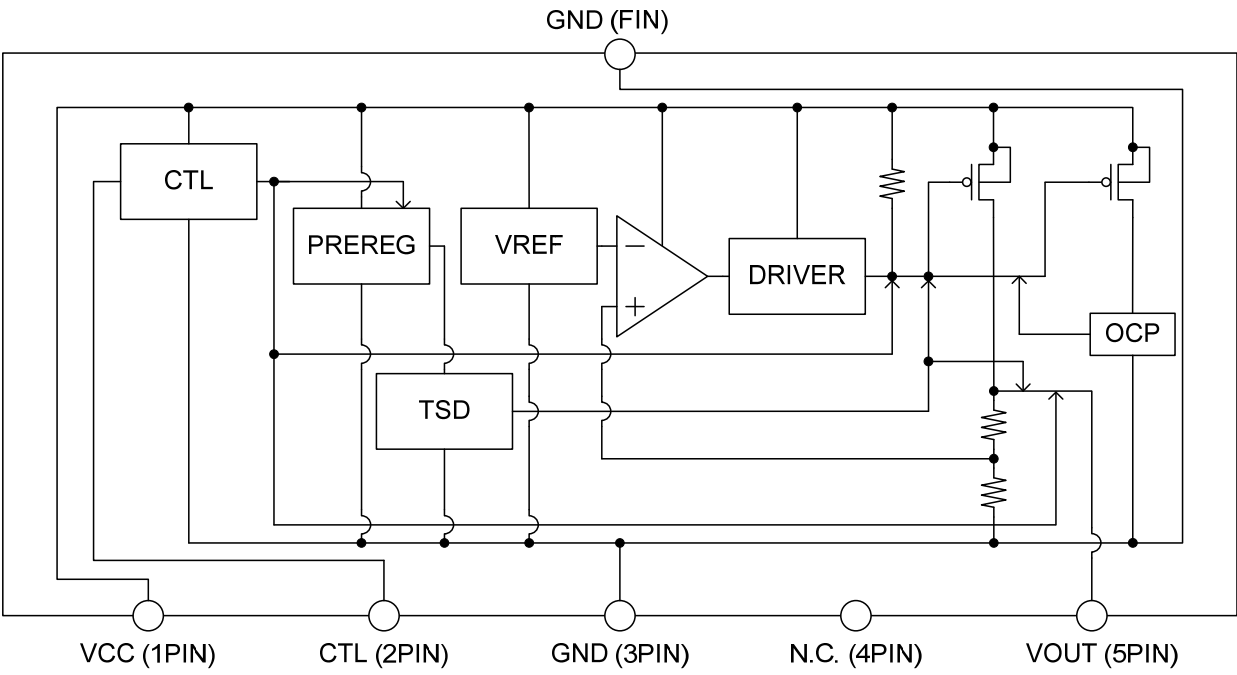 GND (FIN)
CTL
PREREG
VREF
−
+
DRIVER
OCP
TSD
VCC (1PIN)
CTL (2PIN)
GND (3PIN)
N.C. (4PIN)
VOUT (5PIN)